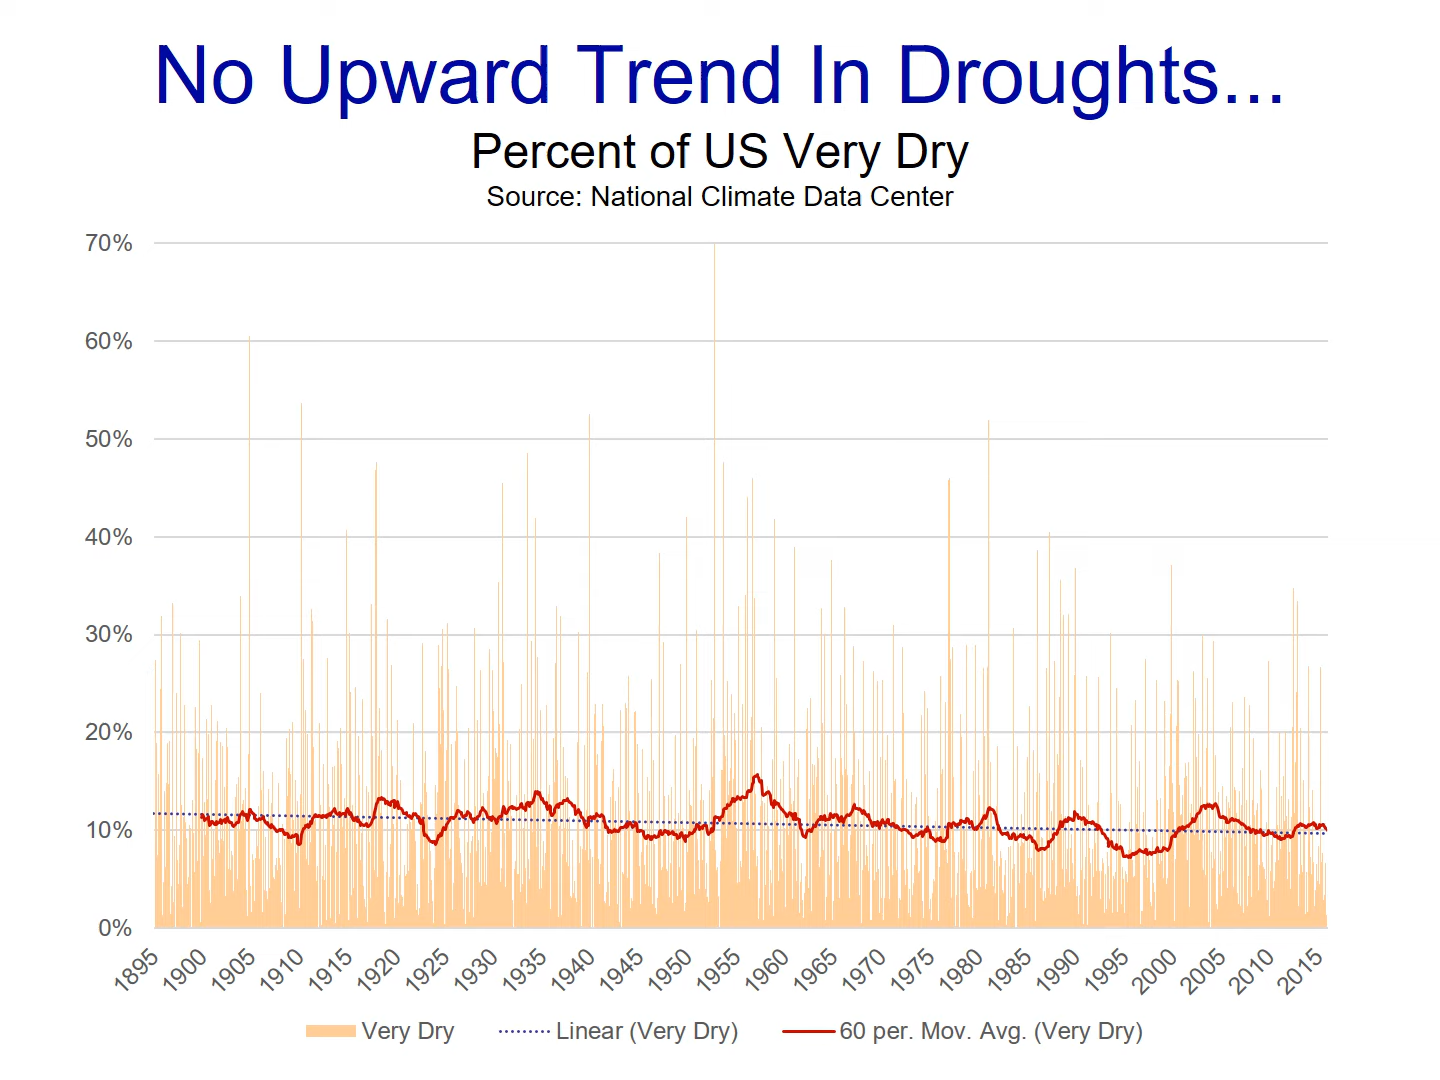 No Upward Trend In Droughts...
Percent of US Very Dry
Source: National Climate Data Center
70%
60%
50%
40%
30%
20%
10%
0%
1895 1900 1905 1910 1915 1920 1925 1930 1935 1940 1945 1950 1955 1960 1965 1970 1975 1980 1985 1990 1995 2000 2005 2010 2015
Very Dry Linear (Very Dry) 60 per. Mov. Avg. (Very Dry)